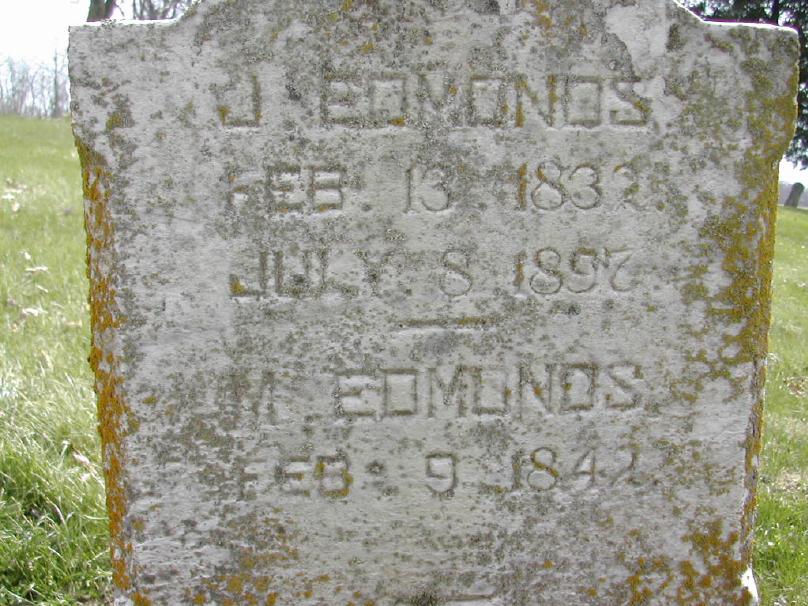 J. EDMONDS.
FEB. 13. 1832.
JULY 8 1897.
M. EDMONDS.
FEB. 9. 1842.